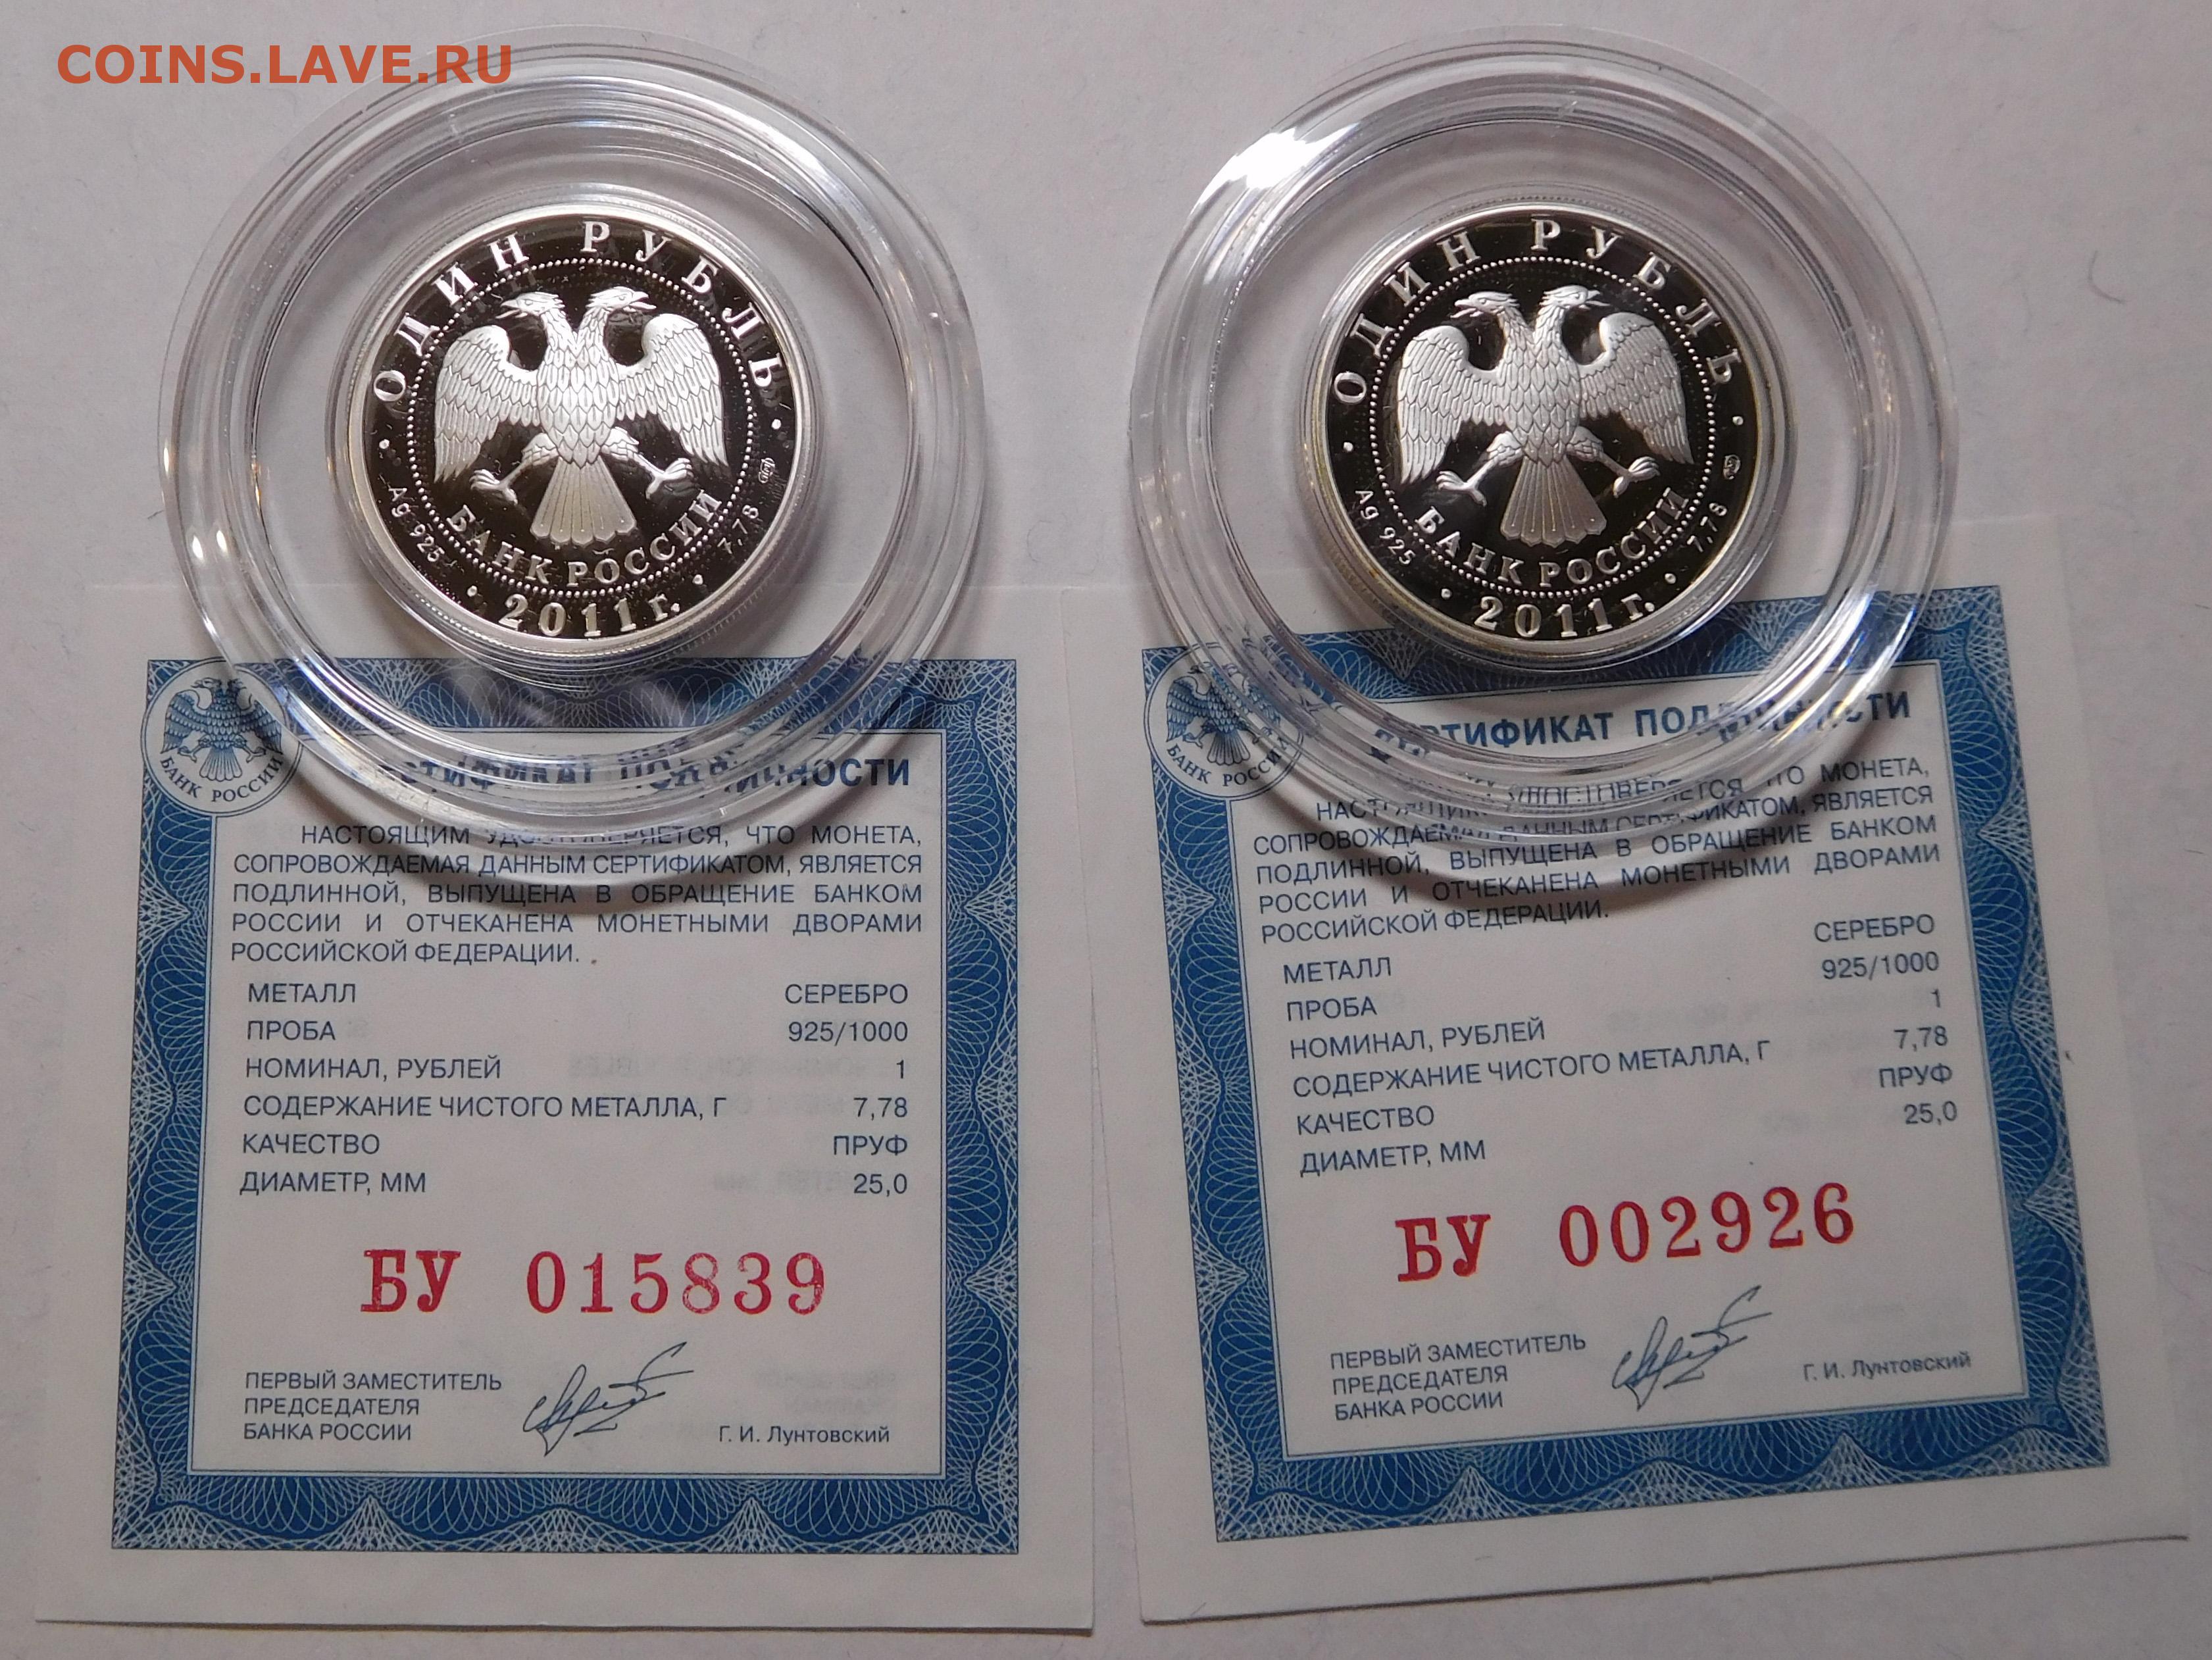 COINS.LAVE.RU
ОДИН РУБЛЬ
Ag 925
БАНК РОССИИ
7,78
2011 г.
ОДИН РУБЛЬ
Ag 925
БАНК РОССИИ
7,78
2011 г.
БАНК РОССИИ
НАСТОЯЩИМ УДОСТОВЕРЯЕТСЯ, ЧТО МОНЕТА,
СОПРОВОЖДАЕМАЯ ДАННЫМ СЕРТИФИКАТОМ, ЯВЛЯЕТСЯ
ПОДЛИННОЙ, ВЫПУЩЕНА В ОБРАЩЕНИЕ БАНКОМ
РОССИИ И ОТЧЕКАНЕНА МОНЕТНЫМИ ДВОРАМИ
РОССИЙСКОЙ ФЕДЕРАЦИИ.
МЕТАЛЛ СЕРЕБРО
ПРОБА 925/1000
НОМИНАЛ, РУБЛЕЙ 1
СОДЕРЖАНИЕ ЧИСТОГО МЕТАЛЛА, Г 7,78
КАЧЕСТВО ПРУФ
ДИАМЕТР, ММ 25,0
БУ 015839
ПЕРВЫЙ ЗАМЕСТИТЕЛЬ
ПРЕДСЕДАТЕЛЯ
БАНКА РОССИИ Г. И. Лунтовский
БАНК РОССИИ
СЕРТИФИКАТ ПОДЛИННОСТИ
НАСТОЯЩИМ УДОСТОВЕРЯЕТСЯ, ЧТО МОНЕТА,
СОПРОВОЖДАЕМАЯ ДАННЫМ СЕРТИФИКАТОМ, ЯВЛЯЕТСЯ
ПОДЛИННОЙ, ВЫПУЩЕНА В ОБРАЩЕНИЕ БАНКОМ
РОССИИ И ОТЧЕКАНЕНА МОНЕТНЫМИ ДВОРАМИ
РОССИЙСКОЙ ФЕДЕРАЦИИ.
МЕТАЛЛ СЕРЕБРО
ПРОБА 925/1000
НОМИНАЛ, РУБЛЕЙ 1
СОДЕРЖАНИЕ ЧИСТОГО МЕТАЛЛА, Г 7,78
КАЧЕСТВО ПРУФ
ДИАМЕТР, ММ 25,0
БУ 002926
ПЕРВЫЙ ЗАМЕСТИТЕЛЬ
ПРЕДСЕДАТЕЛЯ
БАНКА РОССИИ Г. И. Лунтовский